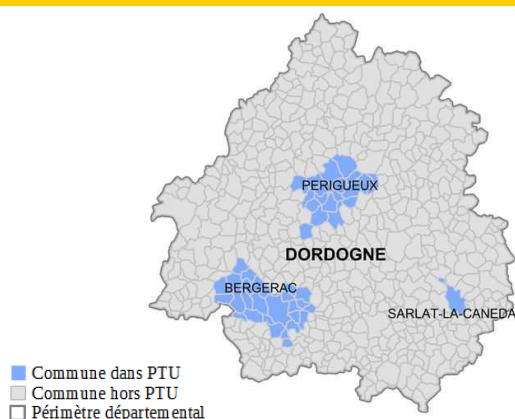 PERIGUEUX
DORDOGNE
BERGERAC
SARLAT-LA-CANEDA
Commune dans PTU
Commune hors PTU
Périmètre départemental